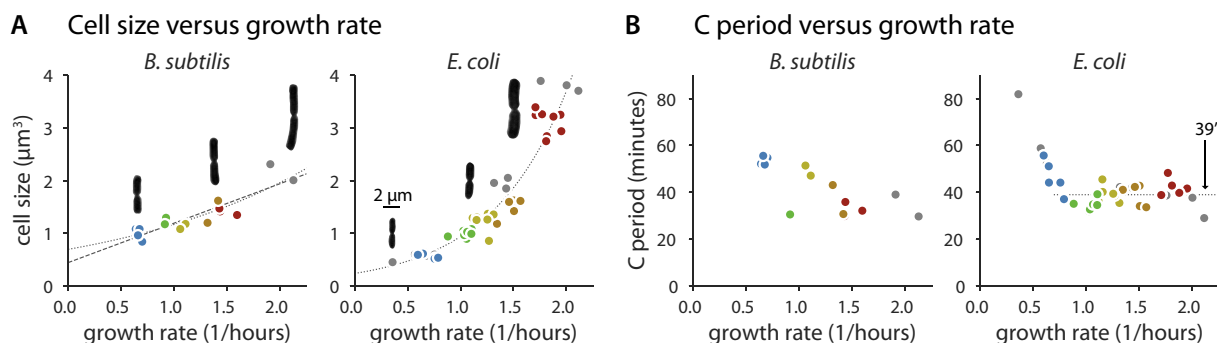 A Cell size versus growth rate
B. subtilis
E. coli
cell size (μm³)
4
3
2
1
0
2 μm
0.0 0.5 1.0 1.5 2.0
growth rate (1/hours)
4
3
2
1
0
0.0 0.5 1.0 1.5 2.0
growth rate (1/hours)
B C period versus growth rate
B. subtilis
E. coli
C period (minutes)
80
60
40
20
0
0.0 0.5 1.0 1.5 2.0
growth rate (1/hours)
80
60
40
20
0
39'
0.0 0.5 1.0 1.5 2.0
growth rate (1/hours)